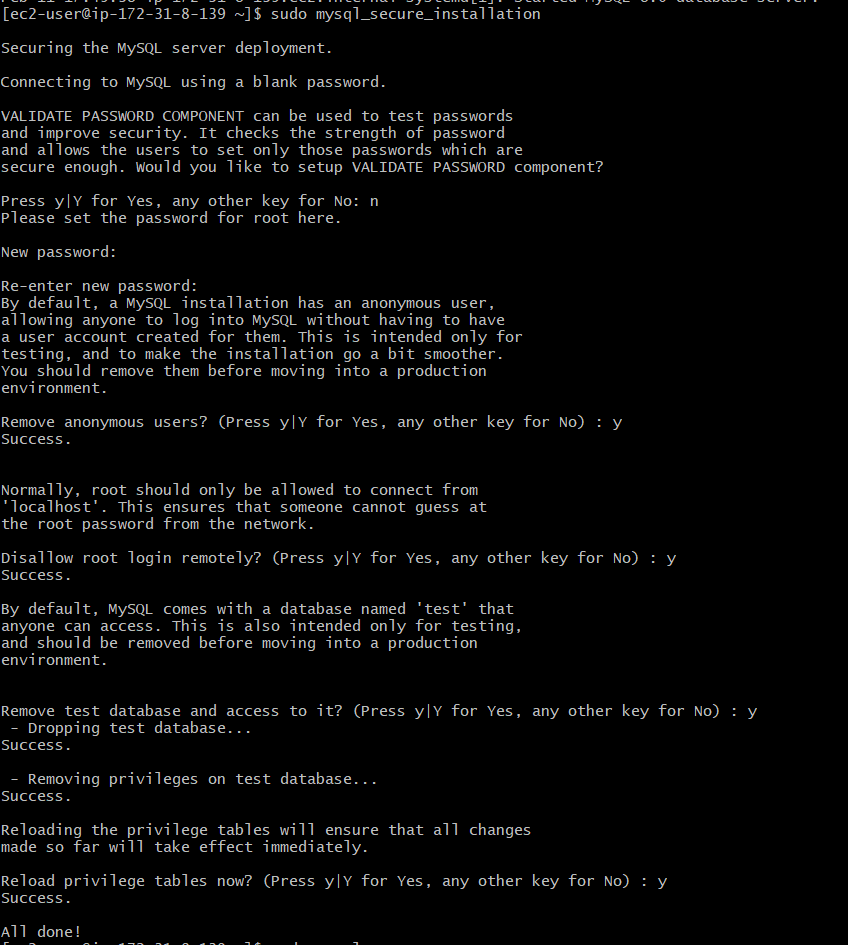 [ec2-user@ip-172-31-8-139 ~]$ sudo mysql_secure_installation
Securing the MySQL server deployment.
Connecting to MySQL using a blank password.
VALIDATE PASSWORD COMPONENT can be used to test passwords
and improve security. It checks the strength of password
and allows the users to set only those passwords which are
secure enough. Would you like to setup VALIDATE PASSWORD component?
Press y|Y for Yes, any other key for No: n
Please set the password for root here.
New password:
Re-enter new password:
By default, a MySQL installation has an anonymous user,
allowing anyone to log into MySQL without having to have
a user account created for them. This is intended only for
testing, and to make the installation go a bit smoother.
You should remove them before moving into a production
environment.
Remove anonymous users? (Press y|Y for Yes, any other key for No) : y
Success.
Normally, root should only be allowed to connect from
'localhost'. This ensures that someone cannot guess at
the root password from the network.
Disallow root login remotely? (Press y|Y for Yes, any other key for No) : y
Success.
By default, MySQL comes with a database named 'test' that
anyone can access. This is also intended only for testing,
and should be removed before moving into a production
environment.
Remove test database and access to it? (Press y|Y for Yes, any other key for No) : y
- Dropping test database...
Success.
- Removing privileges on test database...
Success.
Reloading the privilege tables will ensure that all changes
made so far will take effect immediately.
Reload privilege tables now? (Press y|Y for Yes, any other key for No) : y
Success.
All done!